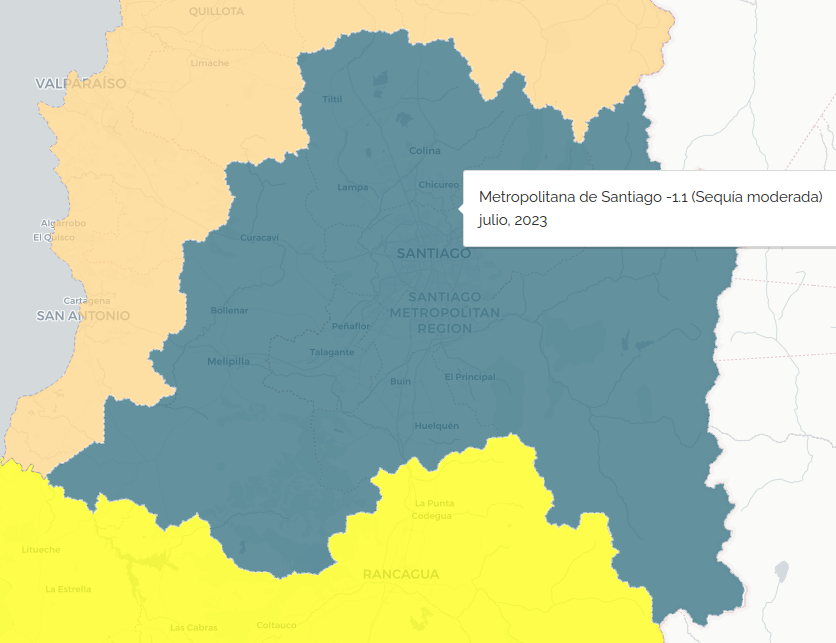 QUILLOTA
Limache
VALPARAÍSO
Tiltil
Colina
Lampa
Chicureo
Metropolitana de Santiago -1.1 (Sequía moderada)
julio, 2023
Algarrobo
El Quisco
Curacaví
SANTIAGO
Cartagena
SAN ANTONIO
SANTIAGO
METROPOLITAN
REGION
Bollenar
Peñaflor
Talagante
Melipilla
Buin
El Principal
Huelquén
La Punta
Codegua
Litueche
RANCAGUA
La Estrella
Las Cabras
Coltauco